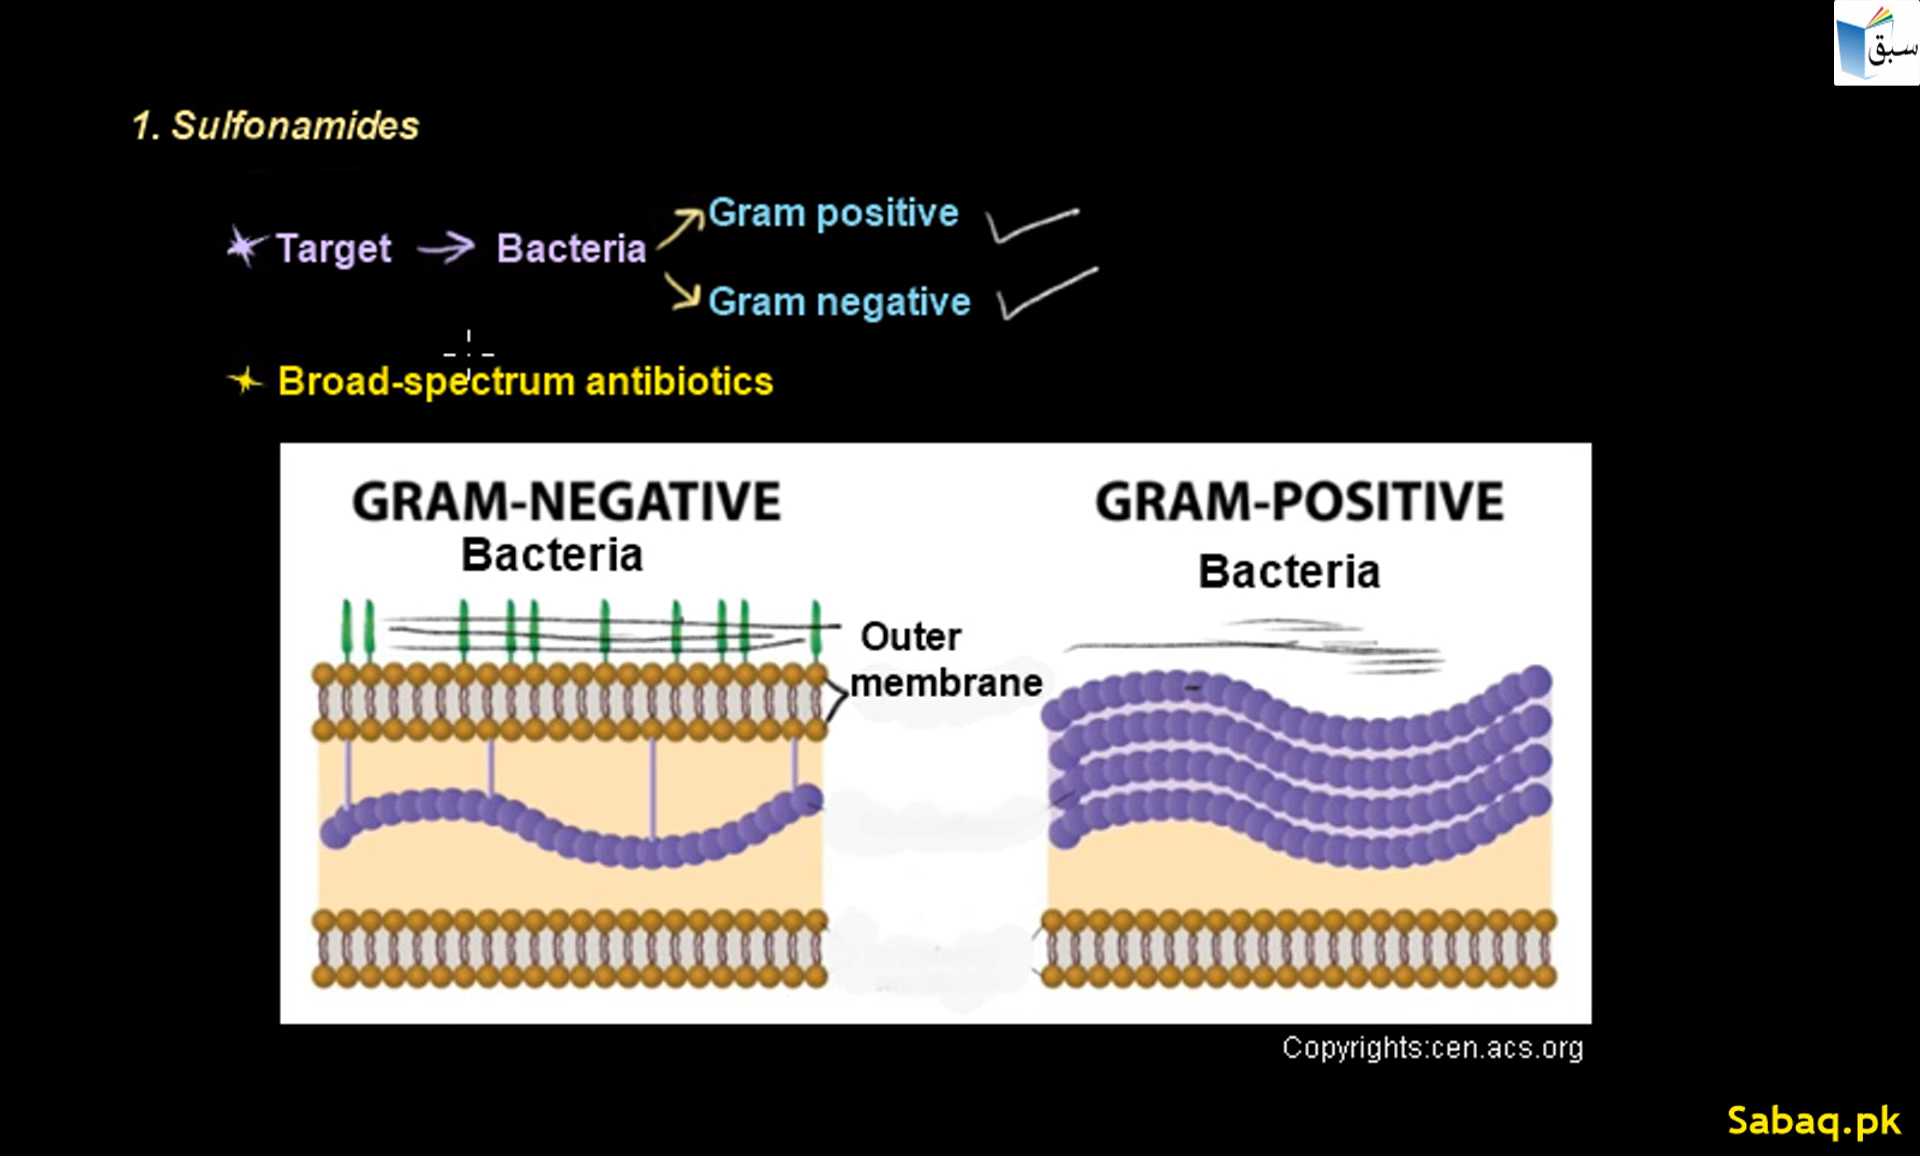 سبق
1. Sulfonamides
Target → Bacteria
Gram positive
Gram negative
Broad-spectrum antibiotics
GRAM-NEGATIVE
Bacteria
GRAM-POSITIVE
Bacteria
Outer
membrane
Copyrights:cen.acs.org
Sabaq.pk